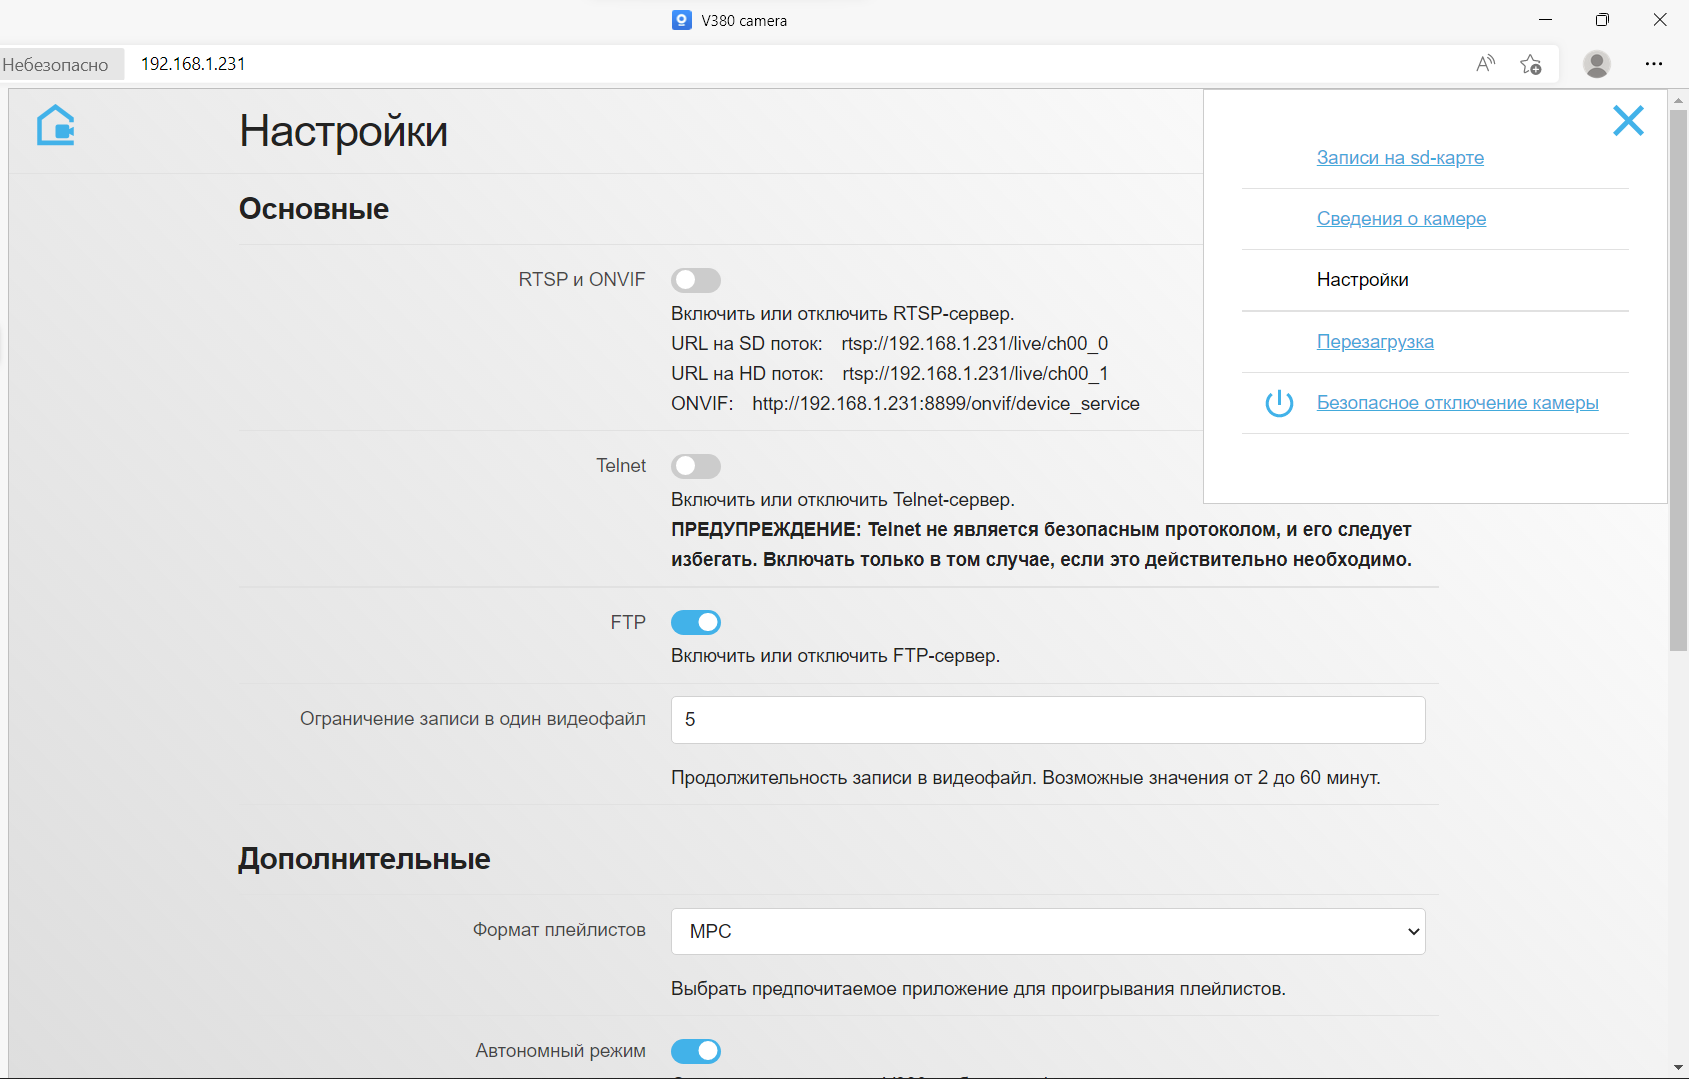 V380 camera
Небезопасно
192.168.1.231
Настройки
Основные
RTSP и ONVIF
Включить или отключить RTSP-сервер.
URL на SD поток: rtsp://192.168.1.231/live/ch00_0
URL на HD поток: rtsp://192.168.1.231/live/ch00_1
ONVIF: http://192.168.1.231:8899/onvif/device_service
Telnet
Включить или отключить Telnet-сервер.
ПРЕДУПРЕЖДЕНИЕ: Telnet не является безопасным протоколом, и его следует
избегать. Включать только в том случае, если это действительно необходимо.
FTP
Включить или отключить FTP-сервер.
Ограничение записи в один видеофайл
5
Продолжительность записи в видеофайл. Возможные значения от 2 до 60 минут.
Дополнительные
Формат плейлистов
MPC
Выбрать предпочитаемое приложение для проигрывания плейлистов.
Автономный режим
Записи на sd-карте
Сведения о камере
Настройки
Перезагрузка
Безопасное отключение камеры